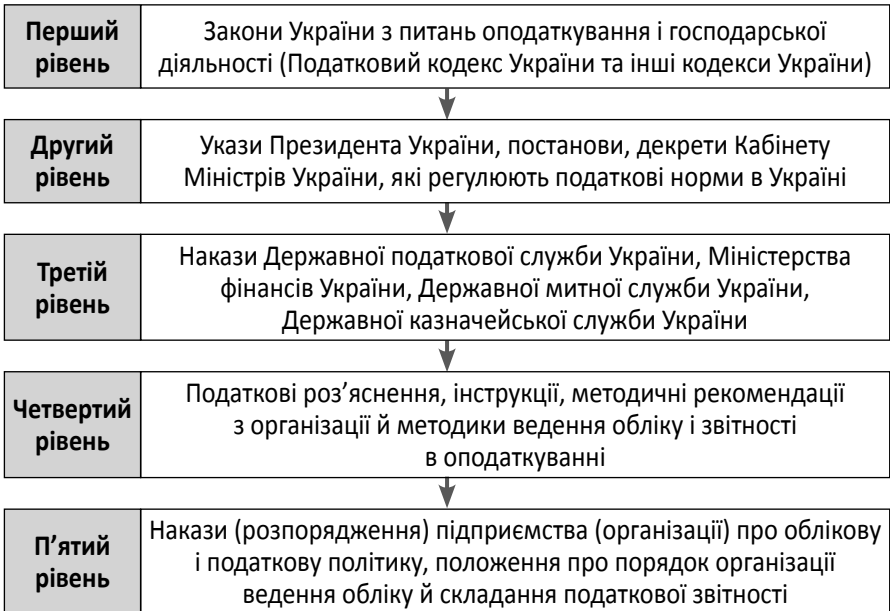 Перший
рівень
Закони України з питань оподаткування і господарської
діяльності (Податковий кодекс України та інші кодекси України)
Другий
рівень
Укази Президента України, постанови, декрети Кабінету
Міністрів України, які регулюють податкові норми в Україні
Третій
рівень
Накази Державної податкової служби України, Міністерства
фінансів України, Державної митної служби України,
Державної казначейської служби України
Четвертий
рівень
Податкові роз’яснення, інструкції, методичні рекомендації
з організації й методики ведення обліку і звітності
в оподаткуванні
П’ятий
рівень
Накази (розпорядження) підприємства (організації) про облікову
і податкову політику, положення про порядок організації
ведення обліку й складання податкової звітності